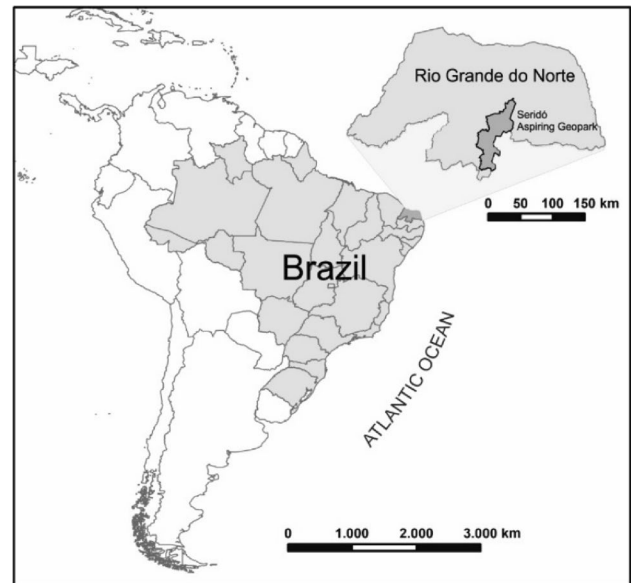 Rio Grande do Norte
Seridó
Aspiring Geopark
0 50 100 150 km
Brazil
ATLANTIC OCEAN
0 1.000 2.000 3.000 km